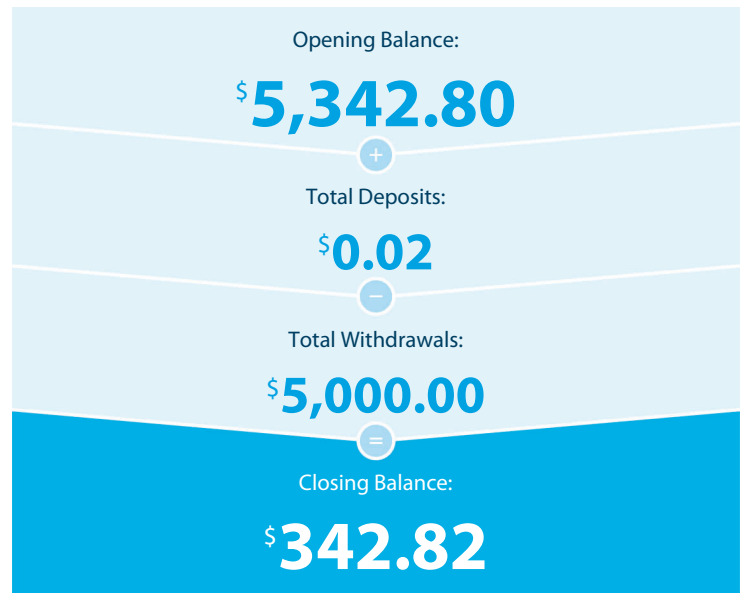 Opening Balance:
$5,342.80
+
Total Deposits:
$0.02
−
Total Withdrawals:
$5,000.00
=
Closing Balance:
$342.82